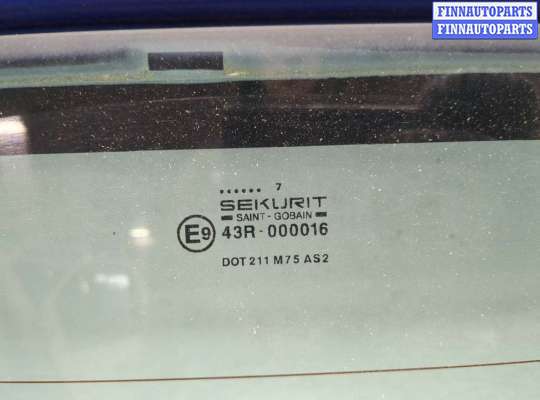 FINNAUTOPARTS
FINNAUTOPARTS
...... 7
SEKURIT
SAINT - GOBAIN
E9 43R - 000016
DOT 211 M75 AS2